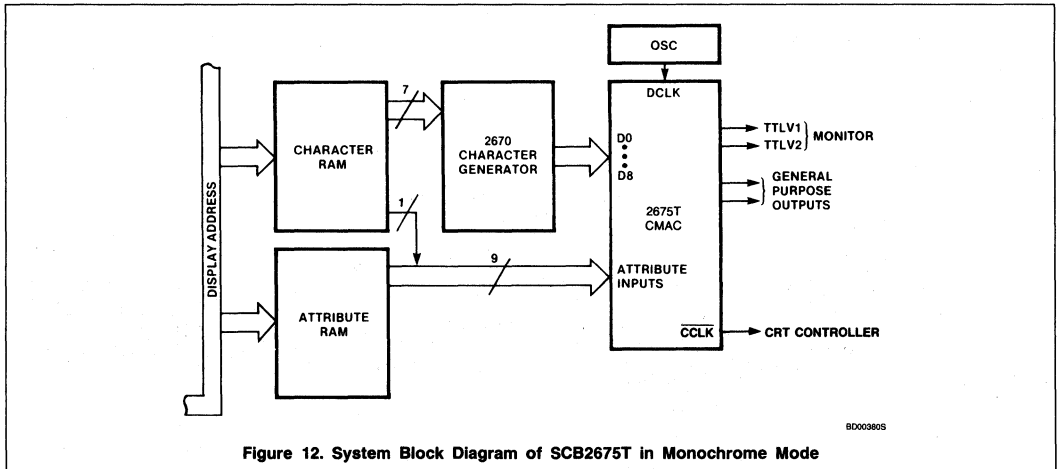 OSC
DCLK
7
CHARACTER
RAM
2670
CHARACTER
GENERATOR
D0
D8
TTLV1
TTLV2
MONITOR
GENERAL
PURPOSE
OUTPUTS
2675T
CMAC
1
DISPLAY ADDRESS
9
ATTRIBUTE
INPUTS
ATTRIBUTE
RAM
CCLK
CRT CONTROLLER
BD00380S
Figure 12. System Block Diagram of SCB2675T in Monochrome Mode